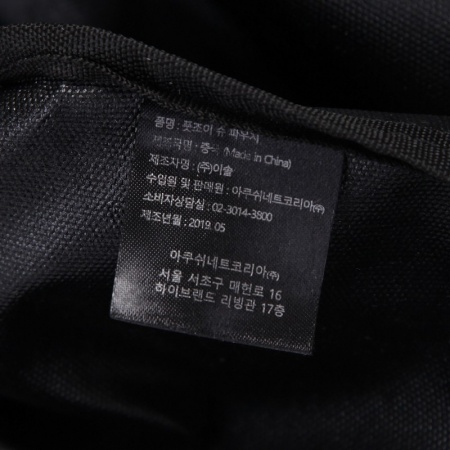 품명 : 풋조이 슈 파우치
제조국명 : 중국 (Made in China)
제조자명 : (주)이솔
수입원 및 판매원 : 아쿠쉬네트코리아(주)
소비자상담실 : 02-3014-3800
제조년월 : 2019. 05
아쿠쉬네트코리아(주)
서울 서초구 매헌로 16
하이브랜드 리빙관 17층